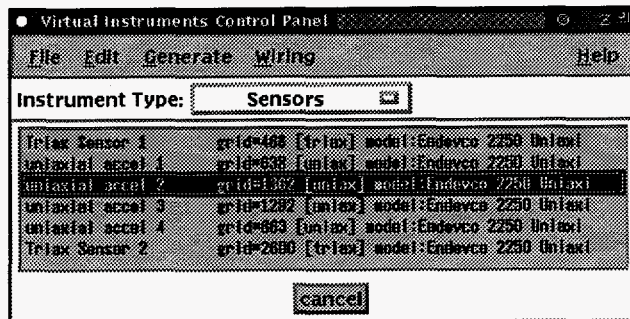 Virtual Instruments Control Panel
File Edit Generate Wiring Help
Instrument Type: Sensors
Triax Sensor 1 grid=468 [triax] model:Endevco 2250 Uniaxi
uniaxial accel 1 grid=638 [uniax] model:Endevco 2250 Uniaxi
uniaxial accel 2 grid=1362 [uniax] model:Endevco 2250 Uniaxi
uniaxial accel 3 grid=1292 [uniax] model:Endevco 2250 Uniaxi
uniaxial accel 4 grid=663 [uniax] model:Endevco 2250 Uniaxi
Triax Sensor 2 grid=2600 [triax] model:Endevco 2250 Uniaxi
cancel